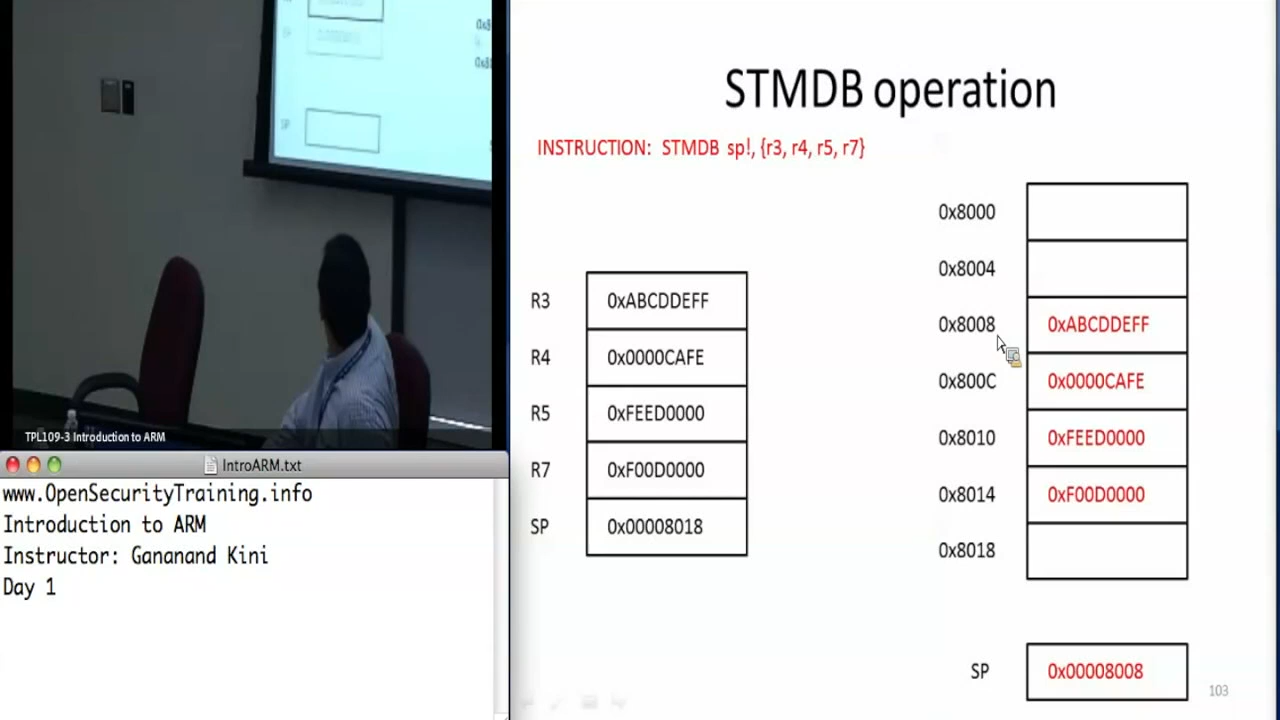 STMDB operation
INSTRUCTION: STMDB sp!, {r3, r4, r5, r7}
R3 0xABCDDEFF
R4 0x0000CAFE
R5 0xFEED0000
R7 0xF00D0000
SP 0x00008018
0x8000
0x8004
0x8008 0xABCDDEFF
0x800C 0x0000CAFE
0x8010 0xFEED0000
0x8014 0xF00D0000
0x8018
SP 0x00008008
103
SP
TPL109-3 Introduction to ARM
IntroARM.txt
www.OpenSecurityTraining.info
Introduction to ARM
Instructor: Gananand Kini
Day 1